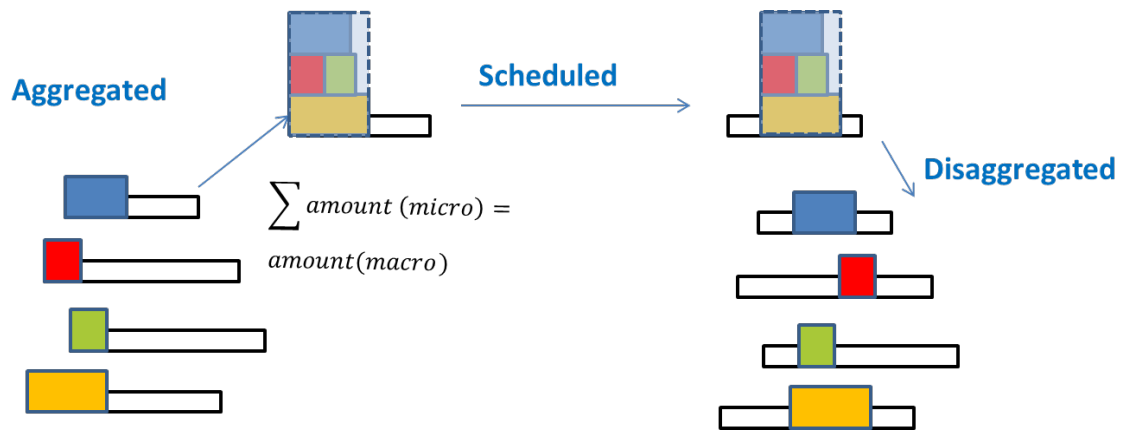 Aggregated
Scheduled
Disaggregated
∑ amount (micro) =
amount(macro)